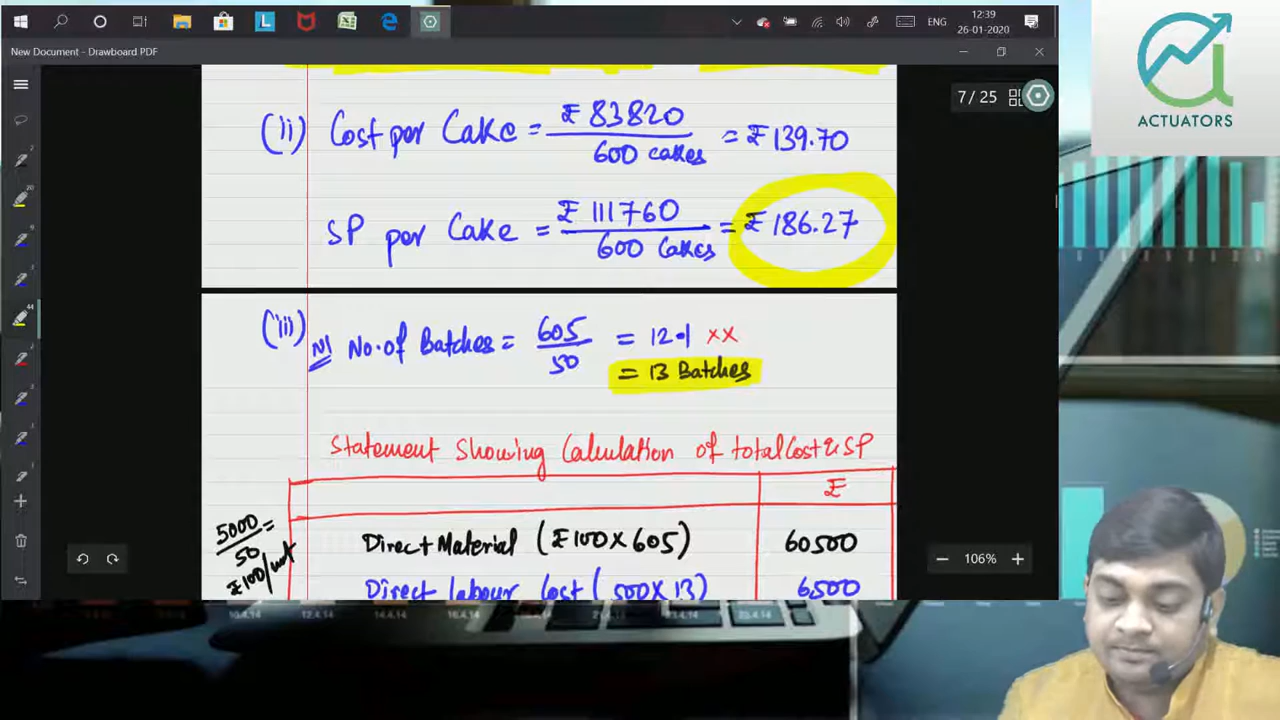 12:39
ENG
26-01-2020
New Document - Drawboard PDF
7 / 25
ACTUATORS
(ii) Cost per Cake = ₹ 83820 / 600 cakes = ₹139.70
SP per Cake = ₹ 111760 / 600 Cakes = ₹ 186.27
(iii) N1 No. of Batches = 605 / 50 = 12.1 xx
= 13 Batches
Statement Showing Calculation of total Cost & SP
₹
5000 / 50 = ₹100/unit
Direct Material (₹100 x 605) 60500
Direct labour Cost (500 x 13) 6500
106%